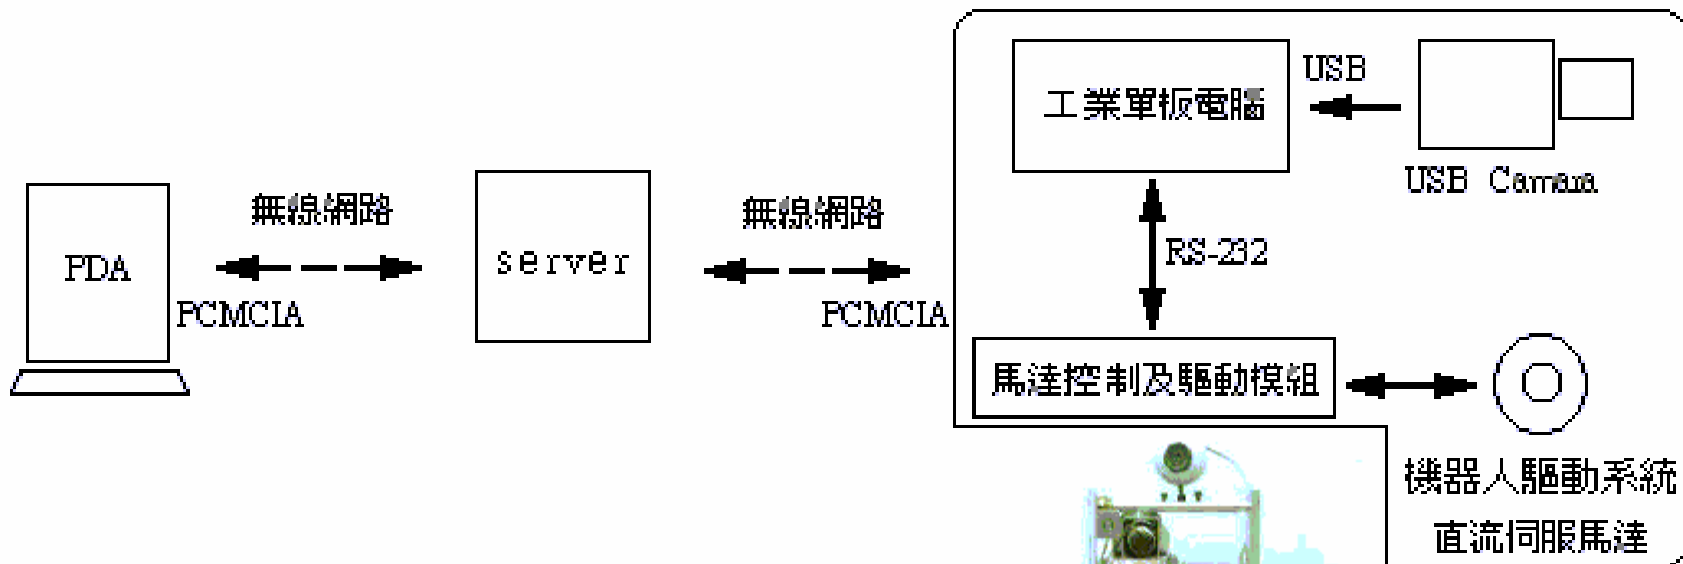 PDA
無線網路
PCMCIA
server
無線網路
PCMCIA
工業單板電腦
USB
USB Camara
RS-232
馬達控制及驅動模組
機器人驅動系統
直流伺服馬達